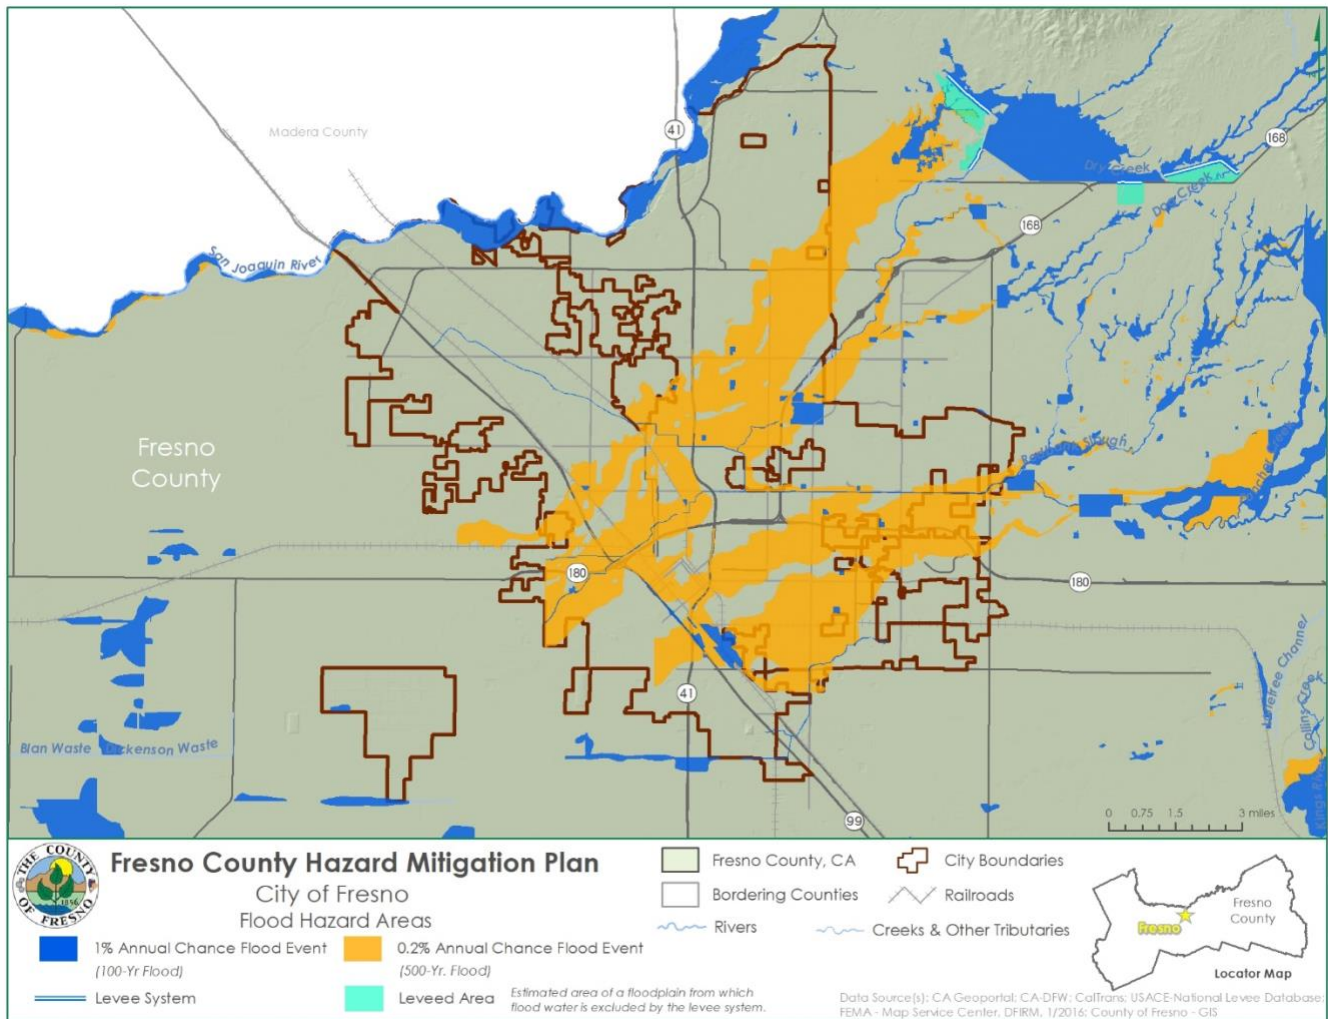 Madera County
41
168
Dry Creek
Dog Creek
168
San Joaquin River
Fresno
County
Redbank Slough
180
180
41
Blan Waste
Dickenson Waste
Collins Creek
Kings River
99
0 0.75 1.5 3 miles
THE COUNTY
OF FRESNO
1856
Fresno County Hazard Mitigation Plan
City of Fresno
Flood Hazard Areas
1% Annual Chance Flood Event
(100-Yr Flood)
0.2% Annual Chance Flood Event
(500-Yr. Flood)
Levee System
Leveed Area
Estimated area of a floodplain from which
flood water is excluded by the levee system.
Fresno County, CA
City Boundaries
Bordering Counties
Railroads
Rivers
Creeks & Other Tributaries
Fresno
County
Fresno
Locator Map
Data Source(s): CA Geoportal; CA-DFW; CalTrans; USACE-National Levee Database;
FEMA - Map Service Center, DFIRM, 1/2016; County of Fresno - GIS